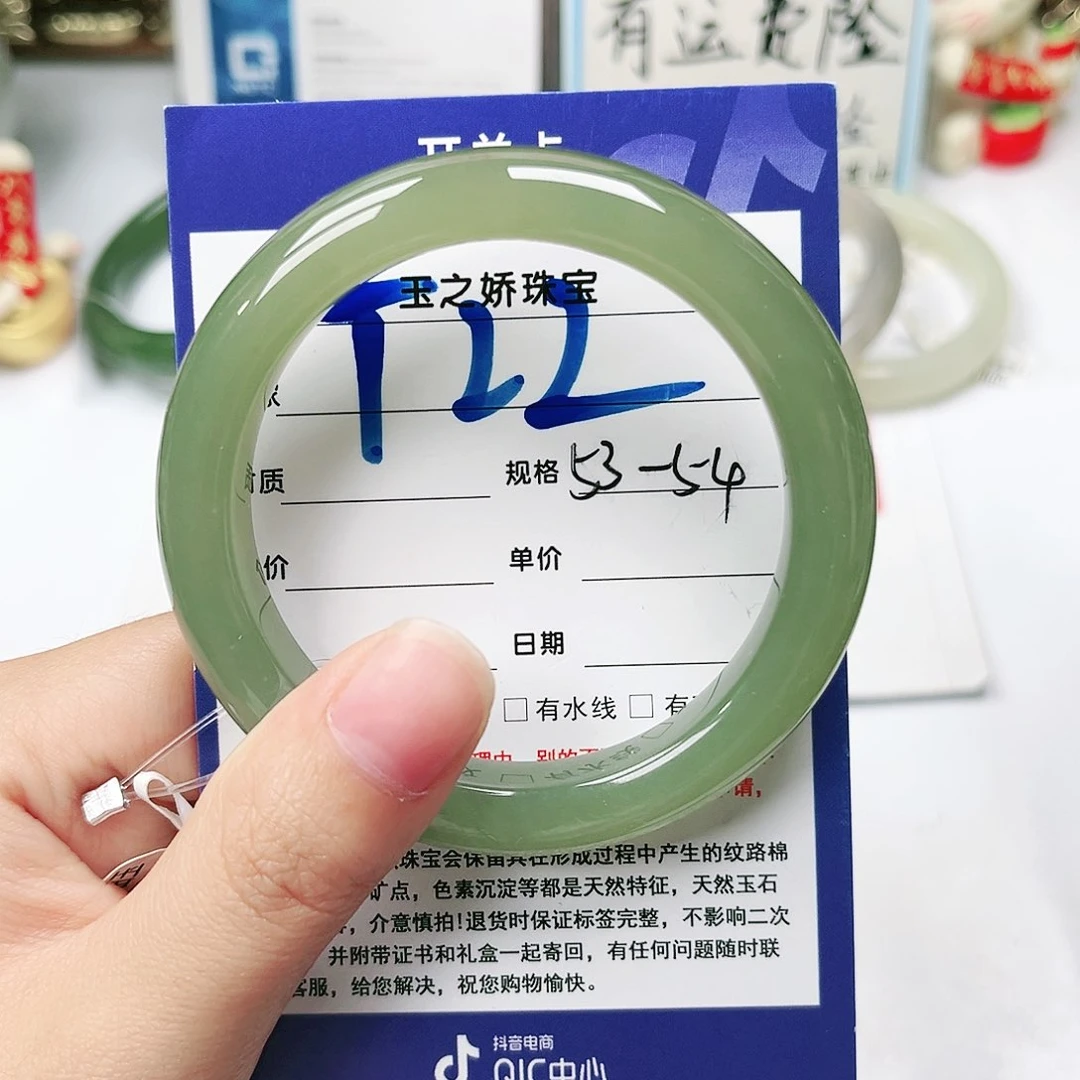 有运
玉之娇珠宝
T22
质 规格 53-54
价 单价
日期
□ 有水线 □ 有
珠宝会保留其在形成过程中产生的纹路棉
矿点，色素沉淀等都是天然特征，天然玉石
介意慎拍!退货时保证标签完整，不影响二次
并附带证书和礼盒一起寄回，有任何问题随时联
客服，给您解决，祝您购物愉快。
抖音电商
QIC中心